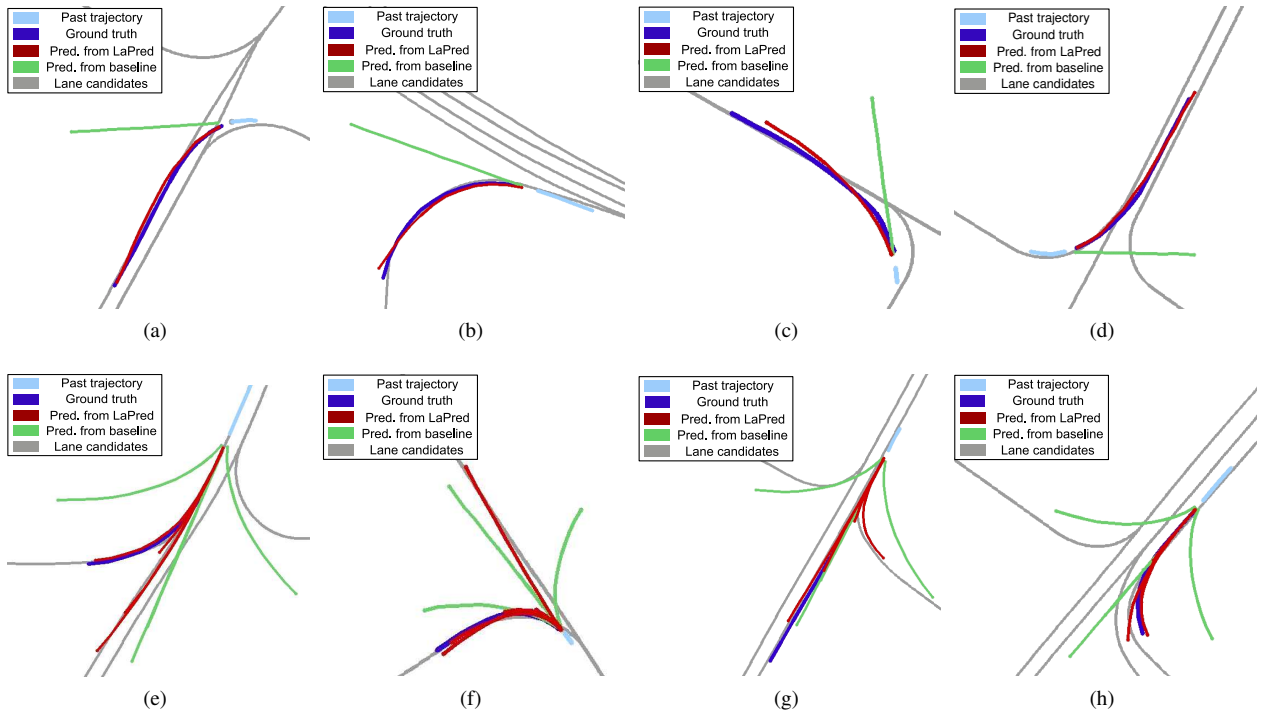 Past trajectory
Ground truth
Pred. from LaPred
Pred. from baseline
Lane candidates
Past trajectory
Ground truth
Pred. from LaPred
Pred. from baseline
Lane candidates
Past trajectory
Ground truth
Pred. from LaPred
Pred. from baseline
Lane candidates
Past trajectory
Ground truth
Pred. from LaPred
Pred. from baseline
Lane candidates
(a)
(b)
(c)
(d)
Past trajectory
Ground truth
Pred. from LaPred
Pred. from baseline
Lane candidates
Past trajectory
Ground truth
Pred. from LaPred
Pred. from baseline
Lane candidates
Past trajectory
Ground truth
Pred. from LaPred
Pred. from baseline
Lane candidates
Past trajectory
Ground truth
Pred. from LaPred
Pred. from baseline
Lane candidates
(e)
(f)
(g)
(h)